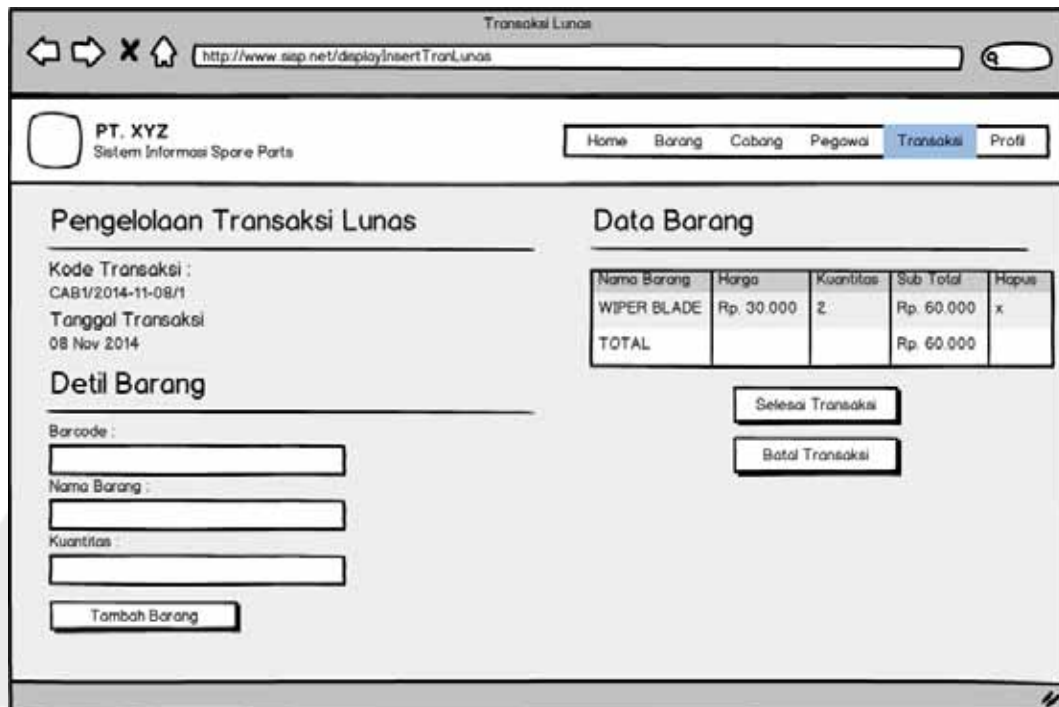 Transaksi Lunas
http://www.sisp.net/displayInsertTranLunas
PT. XYZ
Sistem Informasi Spare Parts
Home Barang Cabang Pegawai Transaksi Profil
Pengelolaan Transaksi Lunas
Kode Transaksi :
CAB1/2014-11-08/1
Tanggal Transaksi
08 Nov 2014
Detil Barang
Barcode :
Nama Barang :
Kuantitas :
Tambah Barang
Data Barang
Nama Barang Harga Kuantitas Sub Total Hapus
WIPER BLADE Rp. 30.000 2 Rp. 60.000 x
TOTAL Rp. 60.000
Selesai Transaksi
Batal Transaksi